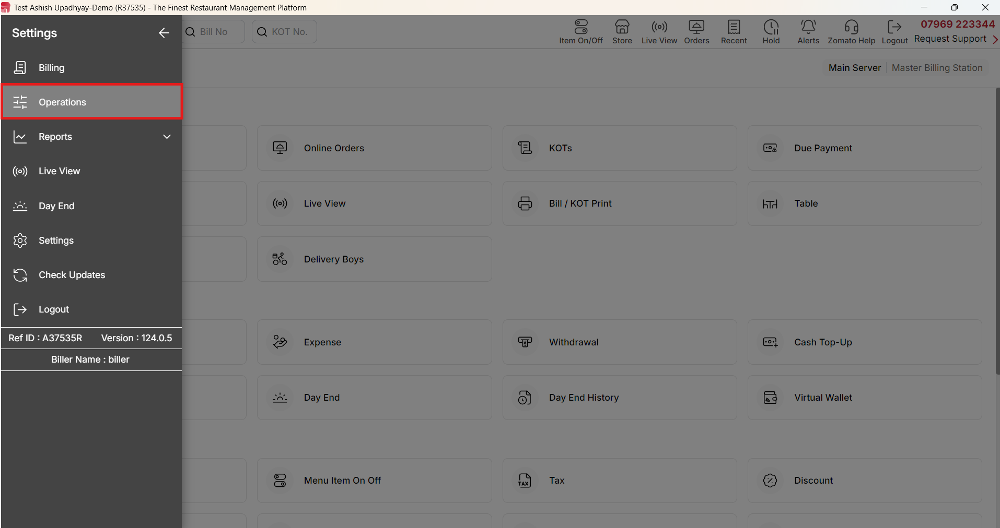 Test Ashish Upadhyay-Demo (R37535) - The Finest Restaurant Management Platform
Settings
Bill No
KOT No.
Item On/Off
Store
Live View
Orders
Recent
Hold
Alerts
Zomato Help
Logout
07969 223344
Request Support
Main Server
Master Billing Station
Billing
Operations
Reports
Live View
Day End
Settings
Check Updates
Logout
Ref ID : A37535R Version : 124.0.5
Biller Name : biller
Online Orders
KOTs
Due Payment
Live View
Bill / KOT Print
Table
Delivery Boys
Expense
Withdrawal
Cash Top-Up
Day End
Day End History
Virtual Wallet
Menu Item On Off
TAX
Tax
Discount